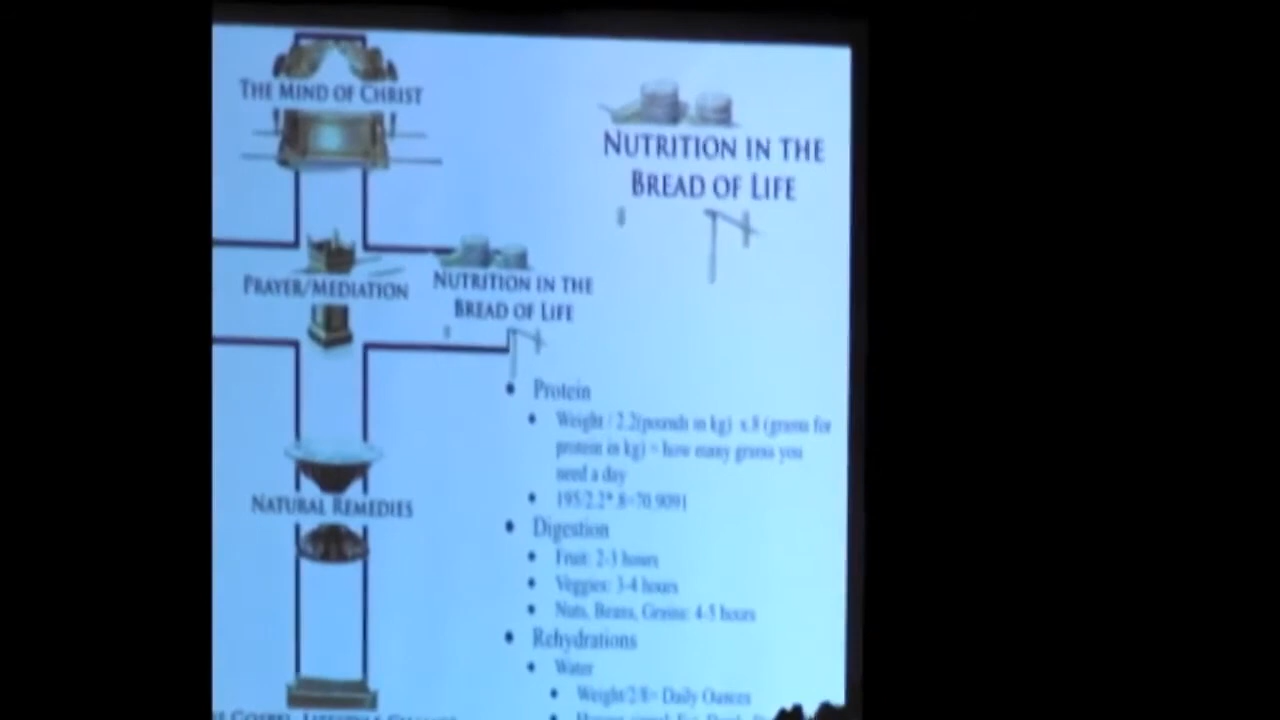 THE MIND OF CHRIST
NUTRITION IN THE
BREAD OF LIFE
PRAYER/MEDIATION
NUTRITION IN THE
BREAD OF LIFE
• Protein
• Weight / 2.2(pounds in kg) x.8 (grams for
protein in kg) = how many grams you
need a day
• 195/2.2*.8=70.9091
NATURAL REMEDIES
• Digestion
• Fruit: 2-3 hours
• Veggies: 3-4 hours
• Nuts, Beans, Grains: 4-5 hours
• Rehydrations
• Water
• Weight/2/8= Daily Ounces
GOSPEL